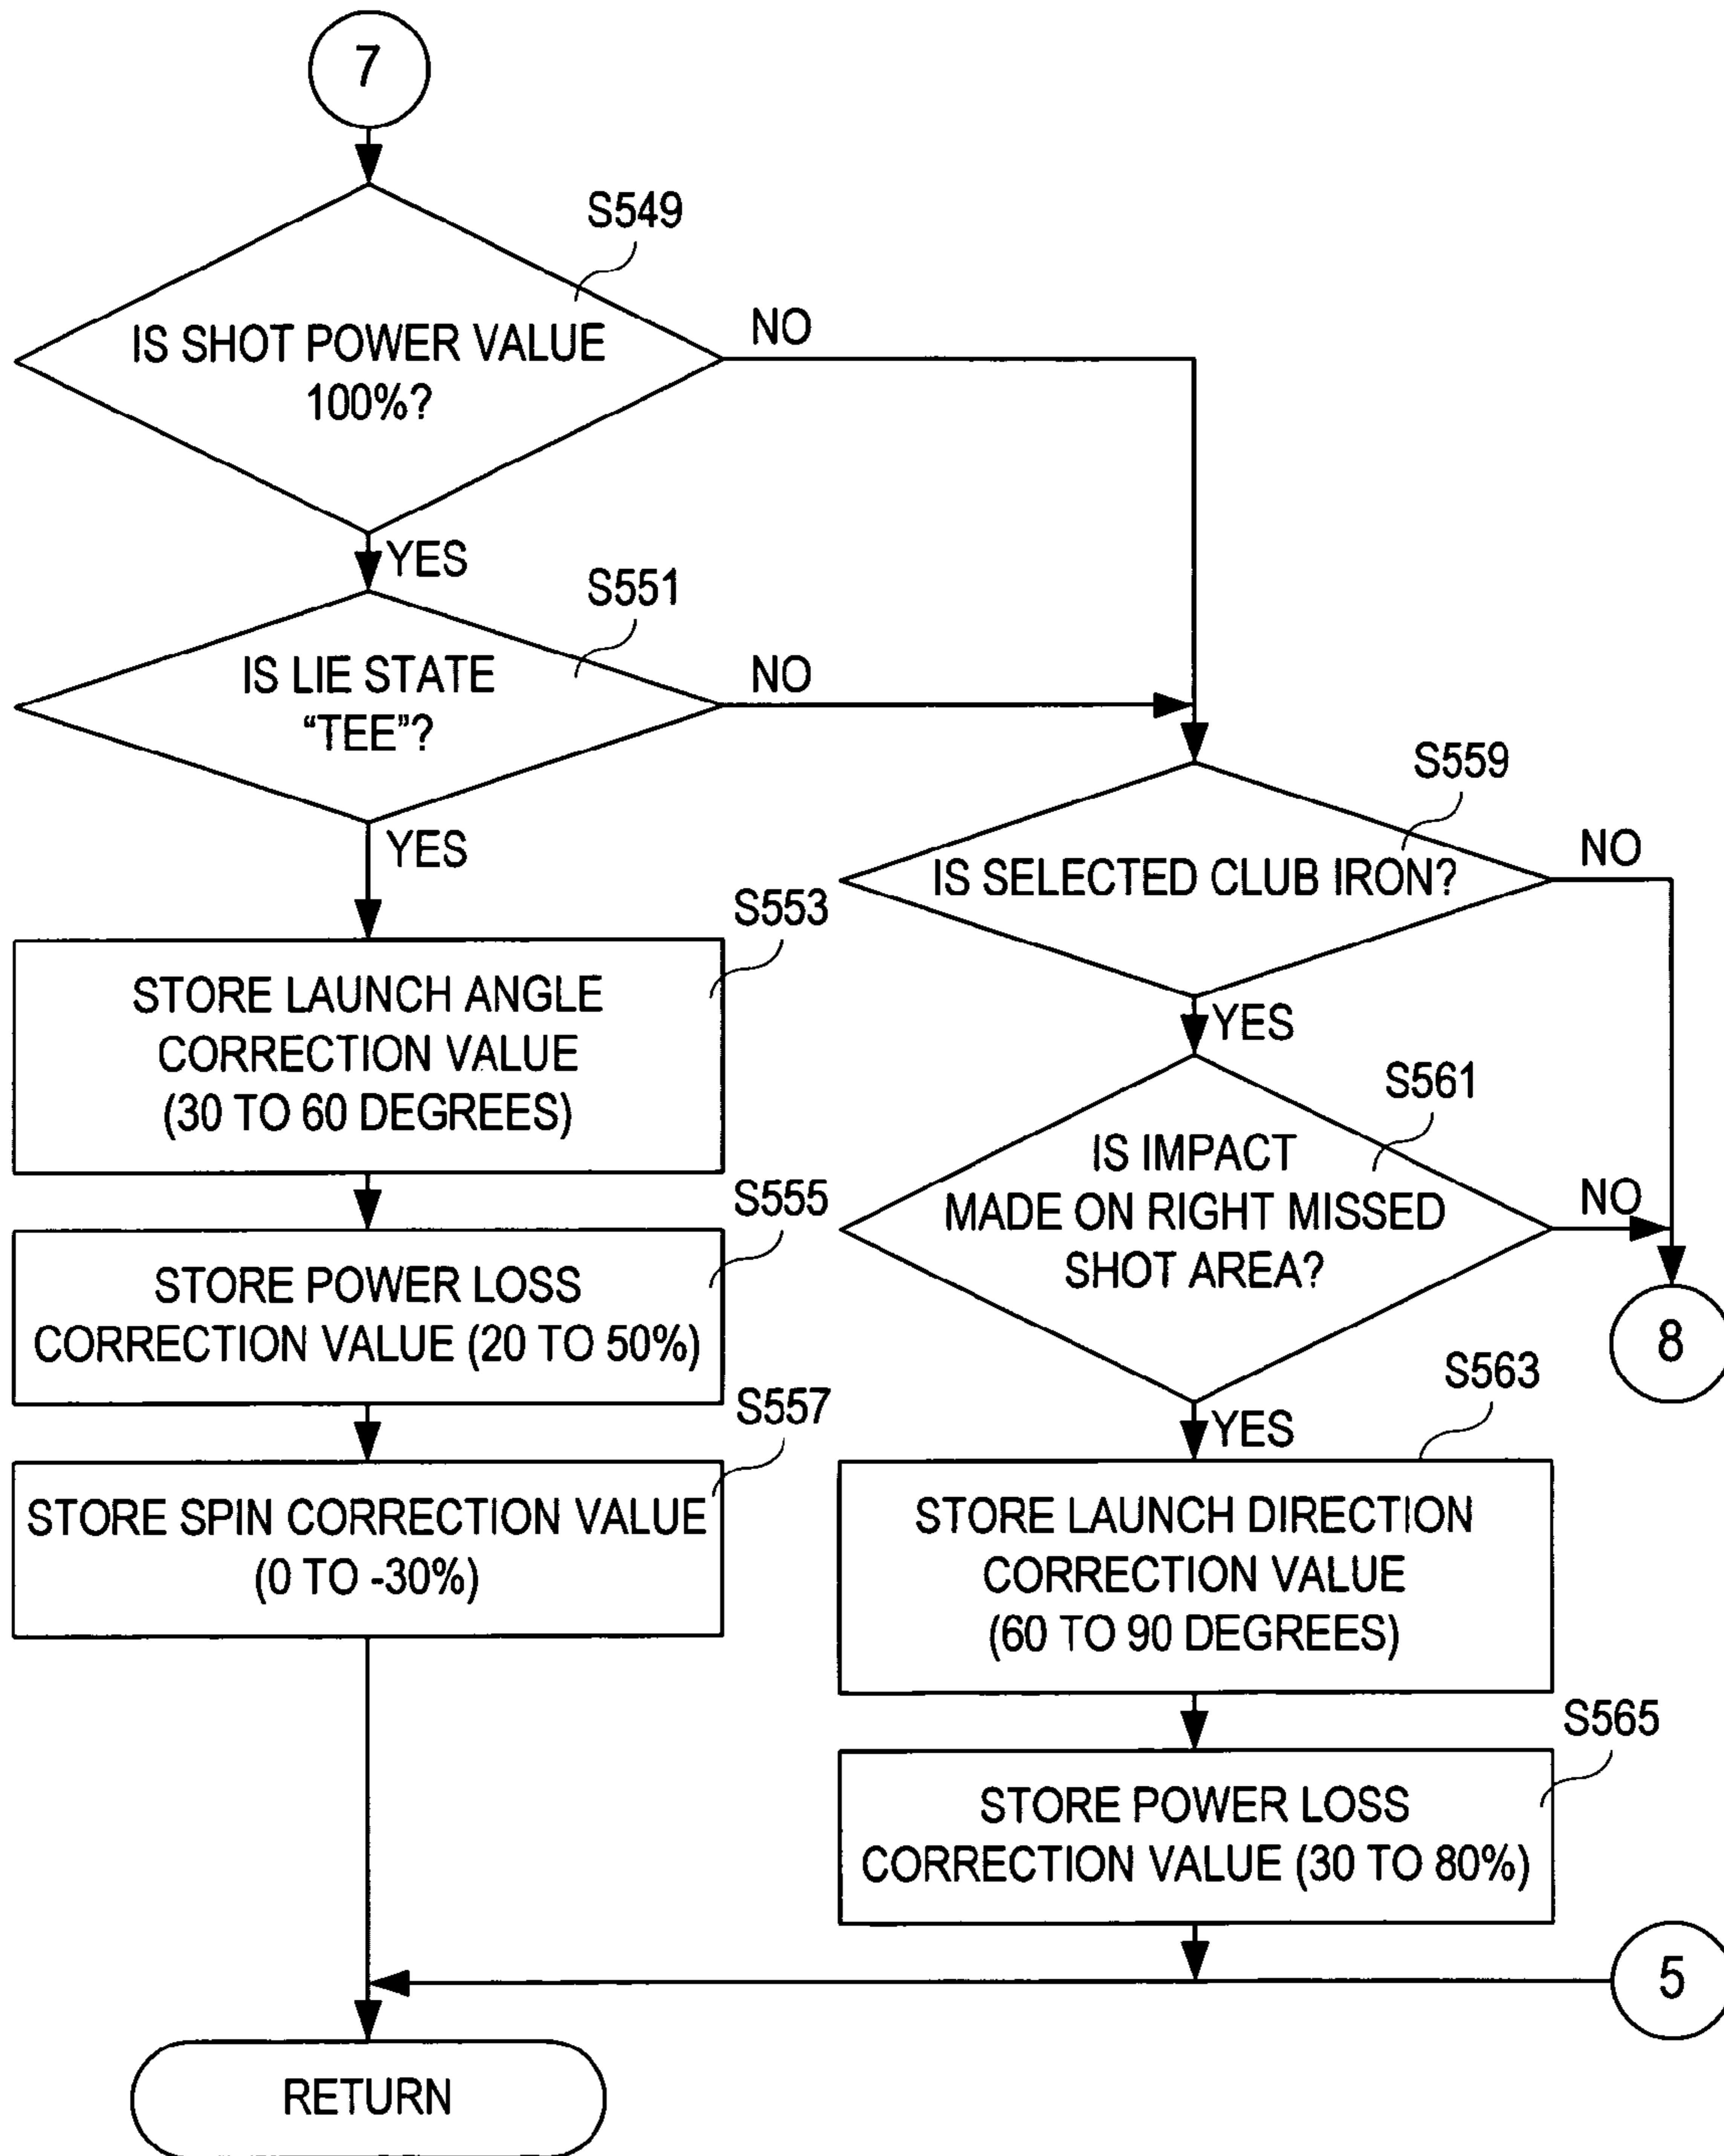 7
S549
IS SHOT POWER VALUE
100%?
NO
YES
S551
IS LIE STATE
“TEE”?
NO
YES
S553
STORE LAUNCH ANGLE
CORRECTION VALUE
(30 TO 60 DEGREES)
S555
STORE POWER LOSS
CORRECTION VALUE (20 TO 50%)
S557
STORE SPIN CORRECTION VALUE
(0 TO -30%)
S559
IS SELECTED CLUB IRON?
NO
YES
S561
IS IMPACT
MADE ON RIGHT MISSED
SHOT AREA?
NO
8
YES
S563
STORE LAUNCH DIRECTION
CORRECTION VALUE
(60 TO 90 DEGREES)
S565
STORE POWER LOSS
CORRECTION VALUE (30 TO 80%)
5
RETURN